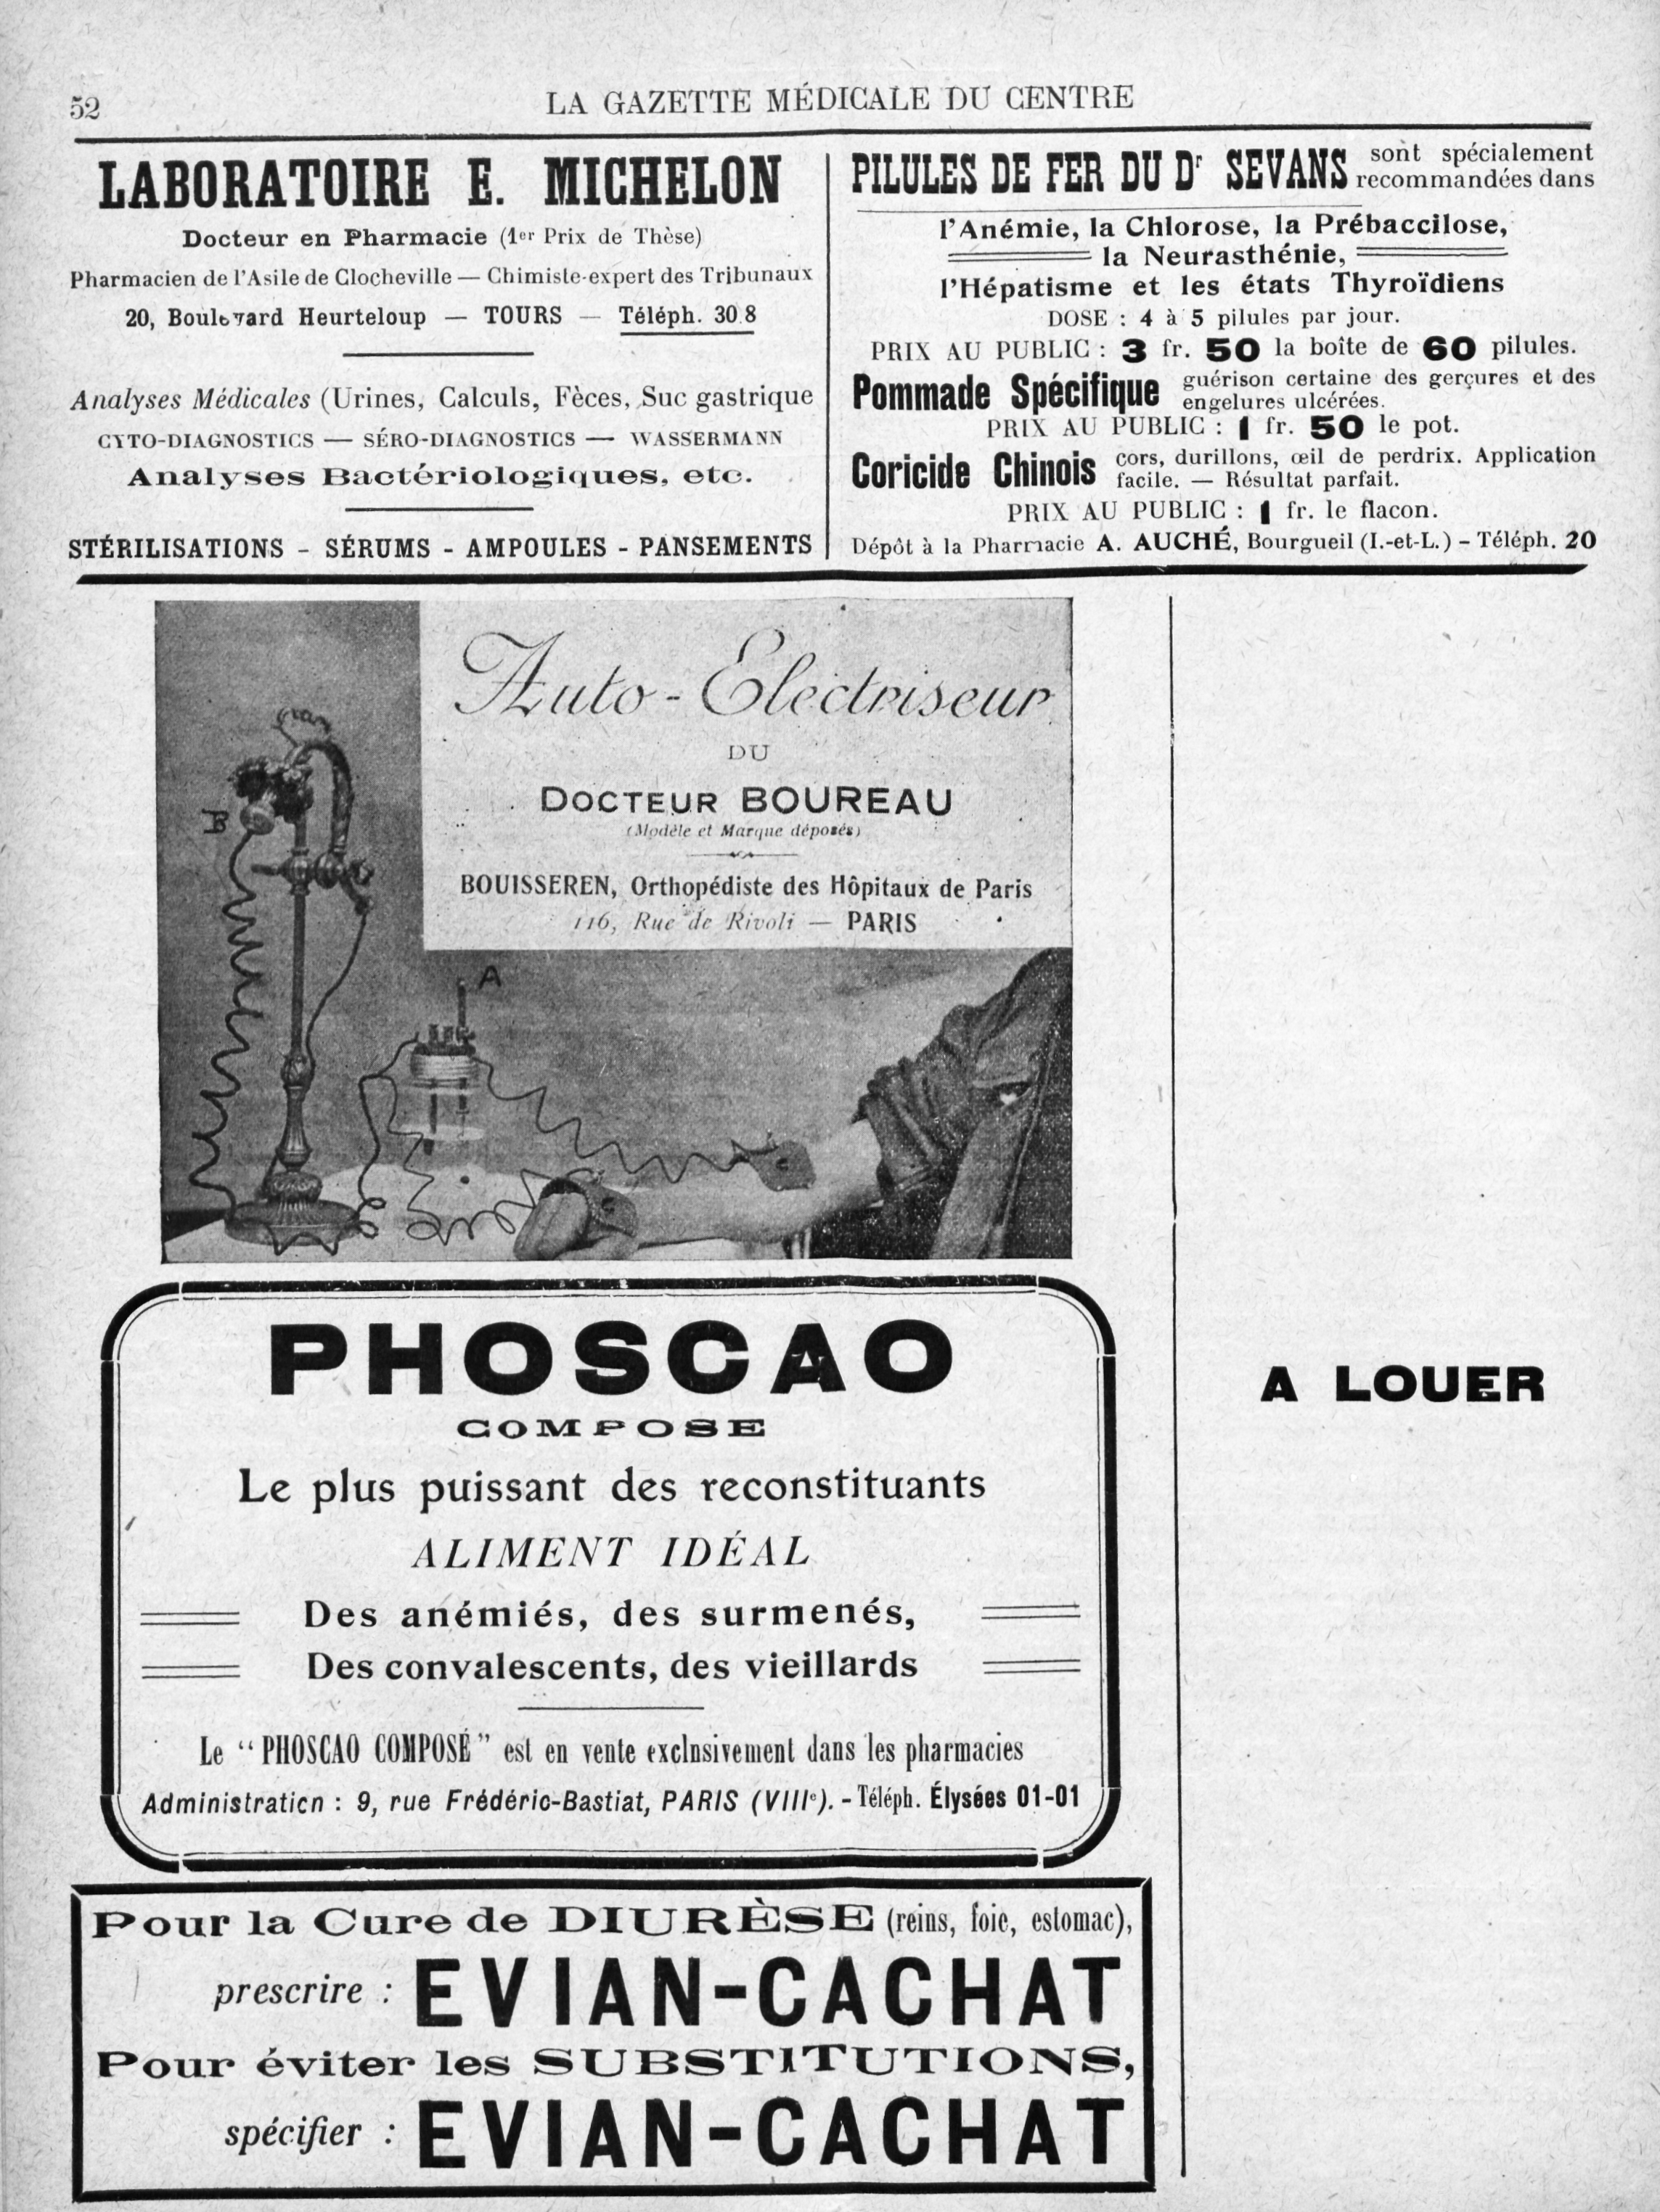 52
LA GAZETTE MÉDICALE DU CENTRE
LABORATOIRE E. MICHELON
Docteur en Pharmacie (1er Prix de Thèse)
Pharmacien de l'Asile de Clocheville — Chimiste-expert des Tribunaux
20, Boulevard Heurteloup — TOURS — Téléph. 30.8
Analyses Médicales (Urines, Calculs, Fèces, Suc gastrique
CYTO-DIAGNOSTICS — SÉRO-DIAGNOSTICS — WASSERMANN
Analyses Bactériologiques, etc.
STÉRILISATIONS - SÉRUMS - AMPOULES - PANSEMENTS
PILULES DE FER DU Dr SEVANS sont spécialement
recommandées dans
l'Anémie, la Chlorose, la Prébaccilose,
la Neurasthénie,
l'Hépatisme et les états Thyroïdiens
DOSE : 4 à 5 pilules par jour.
PRIX AU PUBLIC : 3 fr. 50 la boîte de 60 pilules.
Pommade Spécifique guérison certaine des gerçures et des
engelures ulcérées.
PRIX AU PUBLIC : 1 fr. 50 le pot.
Coricide Chinois cors, durillons, œil de perdrix. Application
facile. — Résultat parfait.
PRIX AU PUBLIC : 1 fr. le flacon.
Dépôt à la Pharmacie A. AUCHÉ, Bourgueil (I.-et-L.) - Téléph. 20
Auto-Electriseur
DU
DOCTEUR BOUREAU
(Modèle et Marque déposés)
BOUISSEREN, Orthopédiste des Hôpitaux de Paris
116, Rue de Rivoli — PARIS
B
A
PHOSCAO
COMPOSE
Le plus puissant des reconstituants
ALIMENT IDÉAL
Des anémiés, des surmenés,
Des convalescents, des vieillards
Le "PHOSCAO COMPOSÉ" est en vente exclnsivement dans les pharmacies
Administraticn : 9, rue Frédéric-Bastiat, PARIS (VIIIe). - Téléph. Élysées 01-01
A LOUER
Pour la Cure de DIURÈSE (reins, foie, estomac),
prescrire : EVIAN-CACHAT
Pour éviter les SUBSTITUTIONS,
spécifier : EVIAN-CACHAT